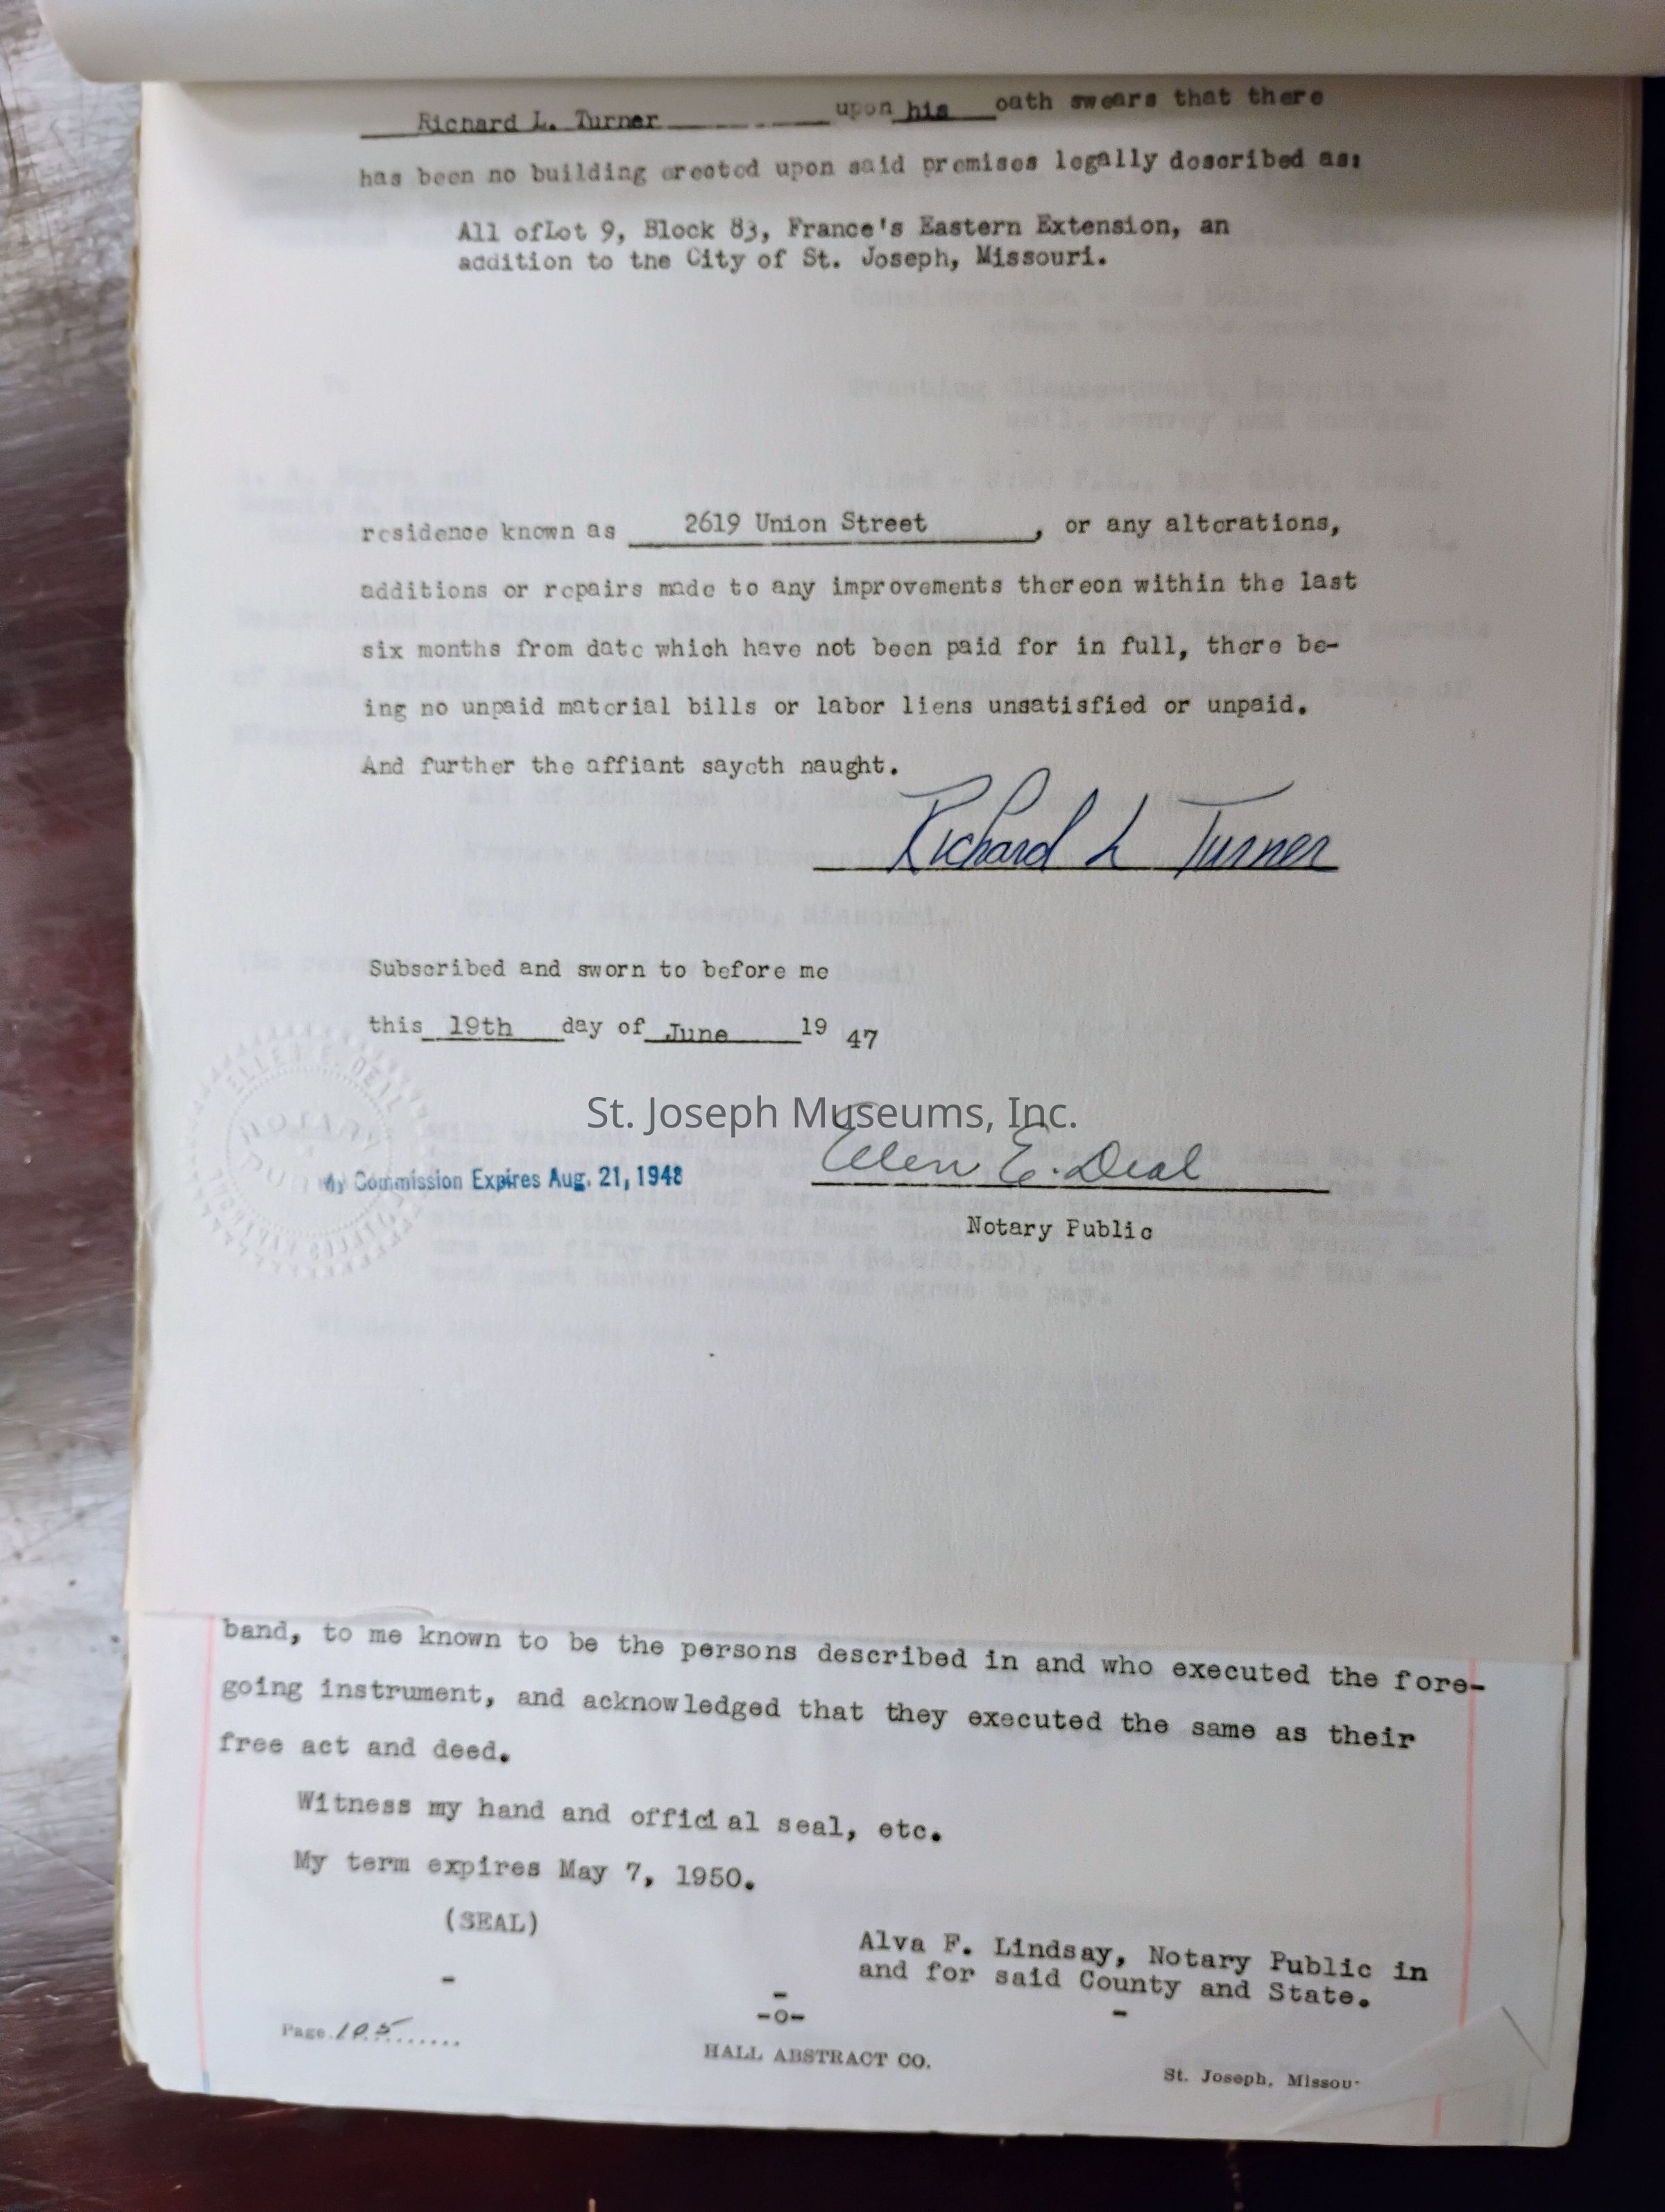 Richard L. Turner upon his oath swears that there
has been no building erected upon said premises legally described as:
All ofLot 9, Block 83, France's Eastern Extension, an
addition to the City of St. Joseph, Missouri.
residence known as 2619 Union Street, or any alterations,
additions or repairs made to any improvements thereon within the last
six months from date which have not been paid for in full, there be-
ing no unpaid material bills or labor liens unsatisfied or unpaid.
And further the affiant sayeth naught.
Richard L Turner
Subscribed and sworn to before me
this 19th day of June 19 47
ELLEN E. DEAL
NOTARY
PUBLIC
St. Joseph Museums, Inc.
Ellen E. Deal
My Commission Expires Aug. 21, 1948
Notary Public
band, to me known to be the persons described in and who executed the fore-
going instrument, and acknowledged that they executed the same as their
free act and deed.
Witness my hand and official seal, etc.
My term expires May 7, 1950.
(SEAL)
Alva F. Lindsay, Notary Public in
and for said County and State.
-o-
Page 105
HALL ABSTRACT CO.
St. Joseph, Missou